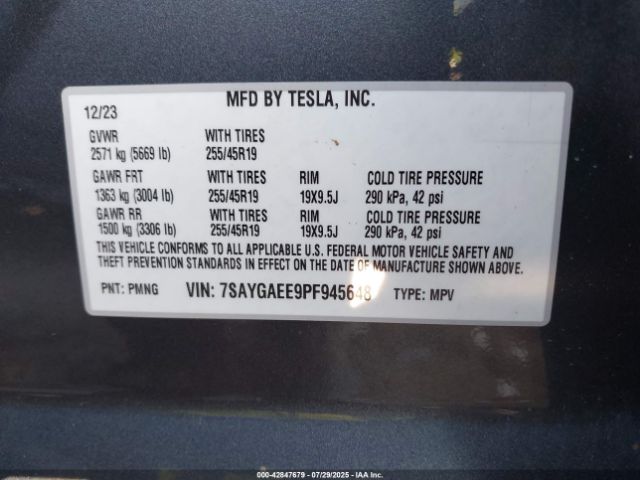 MFD BY TESLA, INC.
12/23
GVWR WITH TIRES
2571 kg (5669 lb) 255/45R19
GAWR FRT WITH TIRES RIM COLD TIRE PRESSURE
1363 kg (3004 lb) 255/45R19 19X9.5J 290 kPa, 42 psi
GAWR RR WITH TIRES RIM COLD TIRE PRESSURE
1500 kg (3306 lb) 255/45R19 19X9.5J 290 kPa, 42 psi
THIS VEHICLE CONFORMS TO ALL APPLICABLE U.S. FEDERAL MOTOR VEHICLE SAFETY AND
THEFT PREVENTION STANDARDS IN EFFECT ON THE DATE OF MANUFACTURE SHOWN ABOVE.
PNT: PMNG VIN: 7SAYGAEE9PF945648 TYPE: MPV
000-42847679 | 07/29/2025 | IAA Inc.